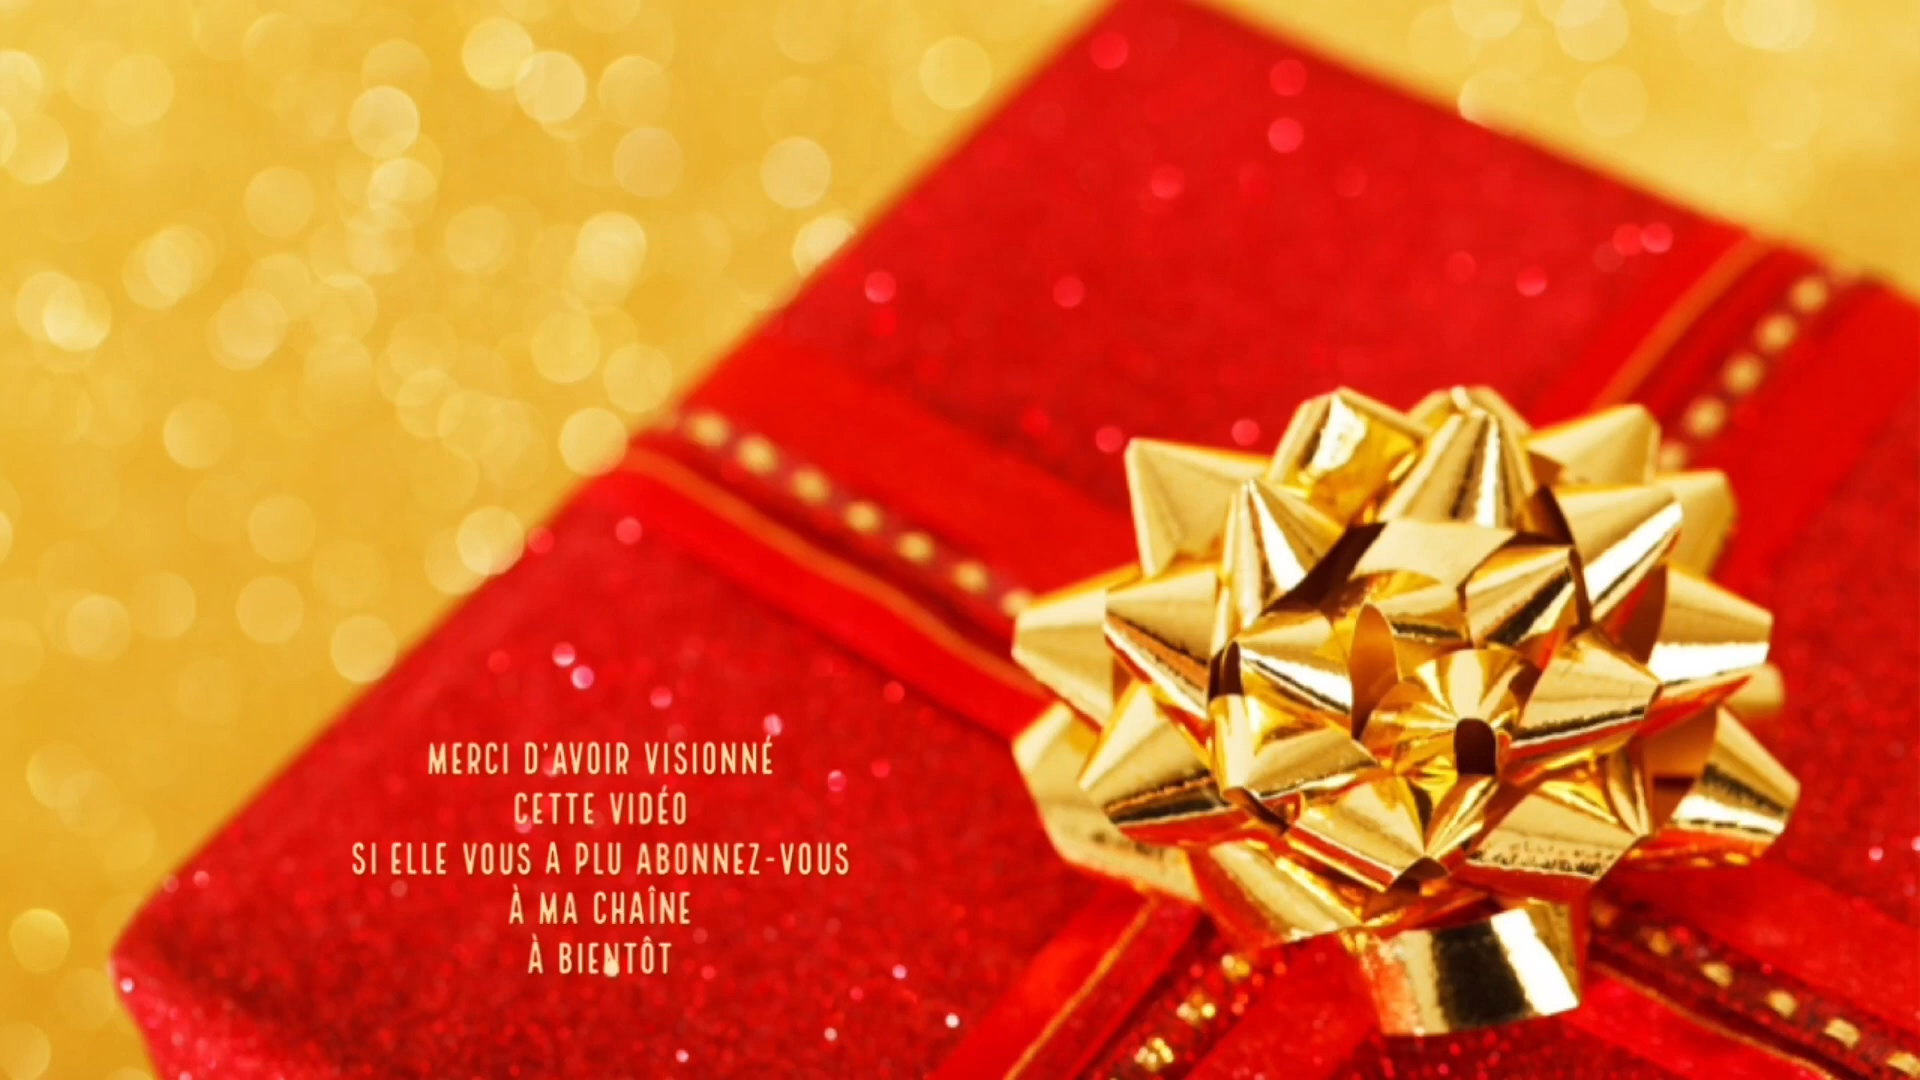 MERCI D'AVOIR VISIONNÉ
CETTE VIDÉO
SI ELLE VOUS A PLU ABONNEZ-VOUS
À MA CHAÎNE
À BIENTÔT